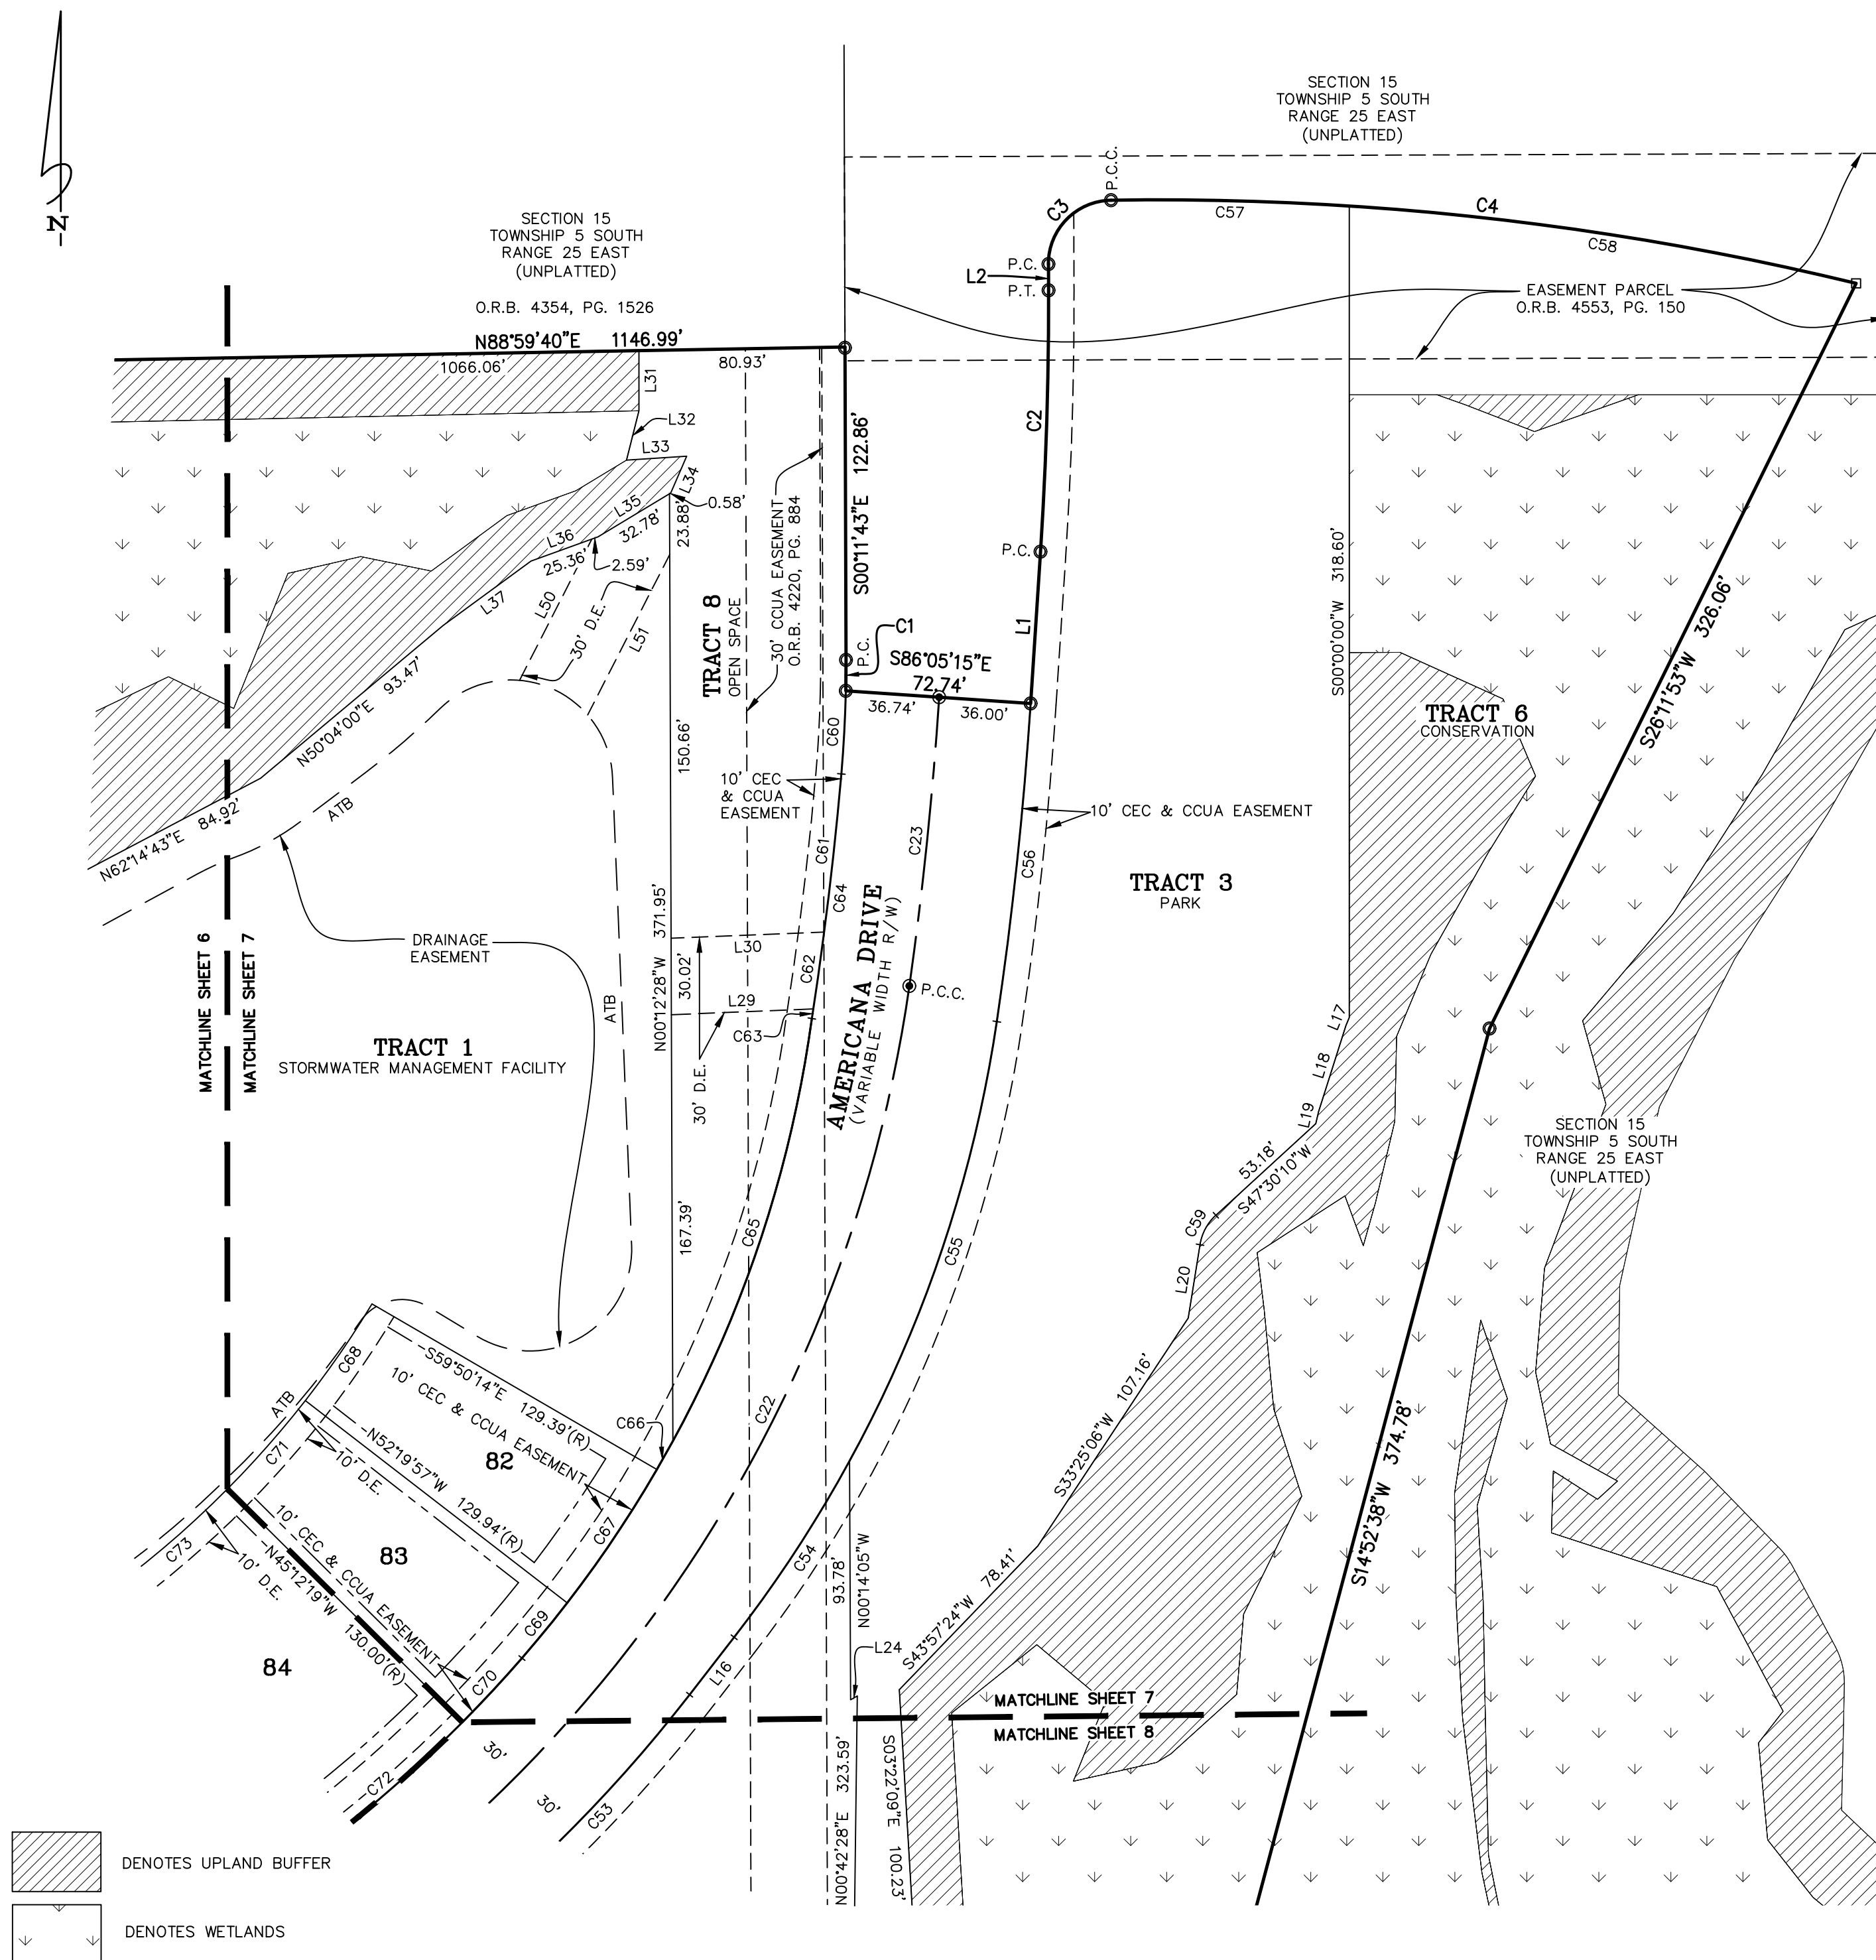 SECTION 15
TOWNSHIP 5 SOUTH
RANGE 25 EAST
(UNPLATTED)
P.C.C.
C3
C57
C4
C58
N
SECTION 15
TOWNSHIP 5 SOUTH
RANGE 25 EAST
(UNPLATTED)
O.R.B. 4354, PG. 1526
P.C.
L2
P.T.
EASEMENT PARCEL
O.R.B. 4553, PG. 150
N88°59'40"E 1146.99'
1066.06'
80.93'
L31
L32
L33
L34
L35
0.58'
32.78'
23.88'
L36
25.36'
2.59'
L37
L50
30' D.E.
L51
TRACT 8
OPEN SPACE
30' CCUA EASEMENT
O.R.B. 4220, PG. 884
S00°11'43"E 122.86'
C2
P.C.
L1
C1
P.C.
S86°05'15"E
72.74'
36.74'
36.00'
S00°00'00"W 318.60'
S26°11'53"W 326.06'
TRACT 6
CONSERVATION
N50°04'00"E 93.47'
N62°14'43"E 84.92'
ATB
150.66'
C60
10' CEC
& CCUA
EASEMENT
C61
C64
C23
C56
10' CEC & CCUA EASEMENT
TRACT 3
PARK
MATCHLINE SHEET 6
MATCHLINE SHEET 7
DRAINAGE
EASEMENT
ATB
N00°12'28"W 371.95'
30.02'
L30
L29
C62
C63
30' D.E.
AMERICANA DRIVE
(VARIABLE WIDTH R/W)
P.C.C.
TRACT 1
STORMWATER MANAGEMENT FACILITY
L17
L18
L19
53.18'
S47°30'10"W
C59
L20
SECTION 15
TOWNSHIP 5 SOUTH
RANGE 25 EAST
(UNPLATTED)
167.39'
C65
C55
C68
S59°50'14"E 129.39'(R)
10' CEC & CCUA EASEMENT
C66
82
ATB
C71
10' D.E.
N52°19'57"W 129.94'(R)
C67
C22
S33°25'06"W 107.16'
S14°52'38"W 374.78'
C73
10' D.E.
10' CEC & CCUA EASEMENT
N45°12'19"W
130.00'(R)
83
84
C69
C70
C54
L16
93.78'
N00°14'05"W
L24
S43°57'24"W 78.41'
MATCHLINE SHEET 7
MATCHLINE SHEET 8
30'
30'
C72
C53
N00°42'28"E 323.59'
S03°22'09"E 100.23'
DENOTES UPLAND BUFFER
DENOTES WETLANDS